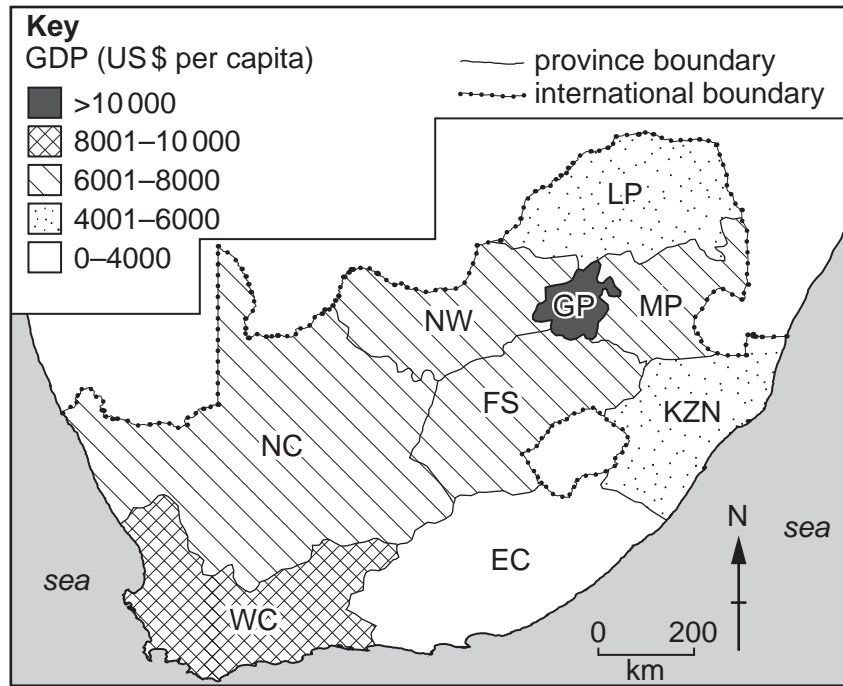 Key
GDP (US $ per capita)
>10 000
8001–10 000
6001–8000
4001–6000
0–4000
province boundary
international boundary
LP
GP
MP
NW
FS
KZN
NC
EC
WC
sea
sea
N
0 200
km